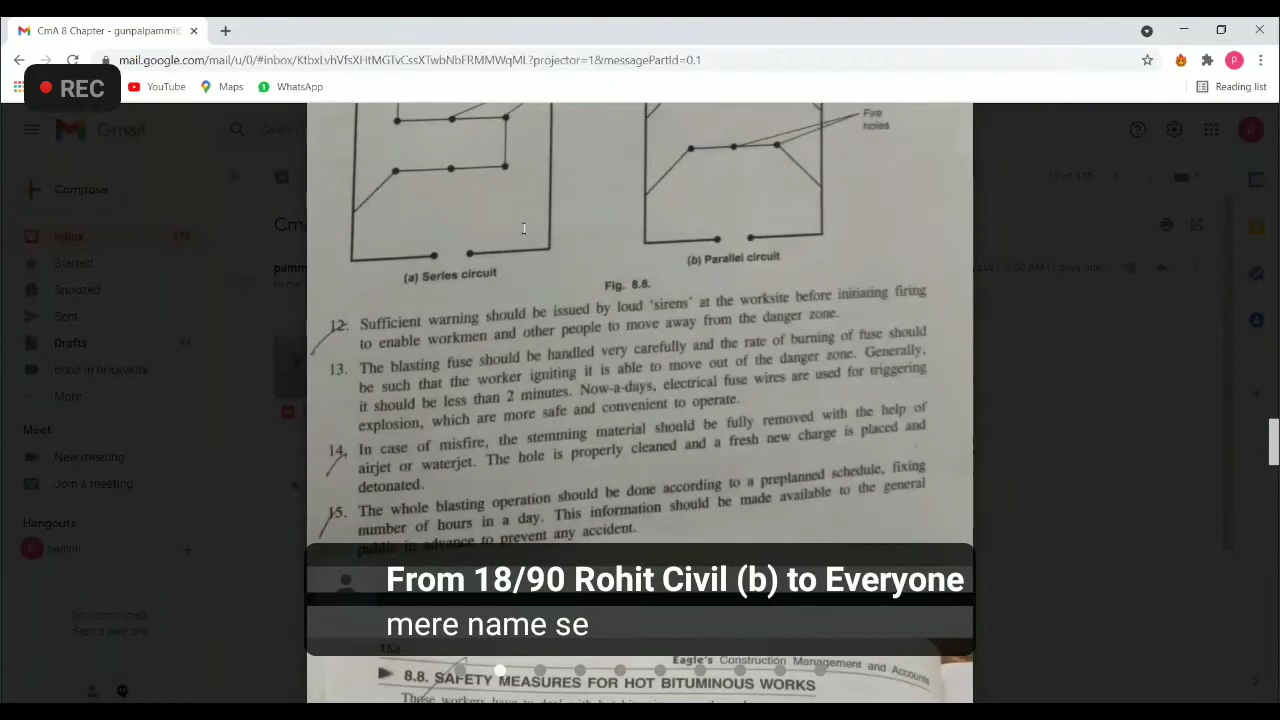 CmA 8 Chapter - gunpalpammi@
mail.google.com/mail/u/0/#inbox/KtbxLvhVfsXHtMGTvCssXTwbNbFRMMWqML?projector=1&messagePartId=0.1
REC
YouTube
Maps
WhatsApp
Reading list
Gmail
Compose
Inbox
Starred
Snoozed
Sent
Drafts
bond in brickwork
More
Meet
New meeting
Join a meeting
Hangouts
pammi
Start a new one
Fire
holes
(a) Series circuit
(b) Parallel circuit
Fig. 8.8.
12. Sufficient warning should be issued by loud 'sirens' at the worksite before initiating firing
to enable workmen and other people to move away from the danger zone.
13. The blasting fuse should be handled very carefully and the rate of burning of fuse should
be such that the worker igniting it is able to move out of the danger zone. Generally,
it should be less than 2 minutes. Now-a-days, electrical fuse wires are used for triggering
explosion, which are more safe and convenient to operate.
14. In case of misfire, the stemming material should be fully removed with the help of
airjet or waterjet. The hole is properly cleaned and a fresh new charge is placed and
detonated.
15. The whole blasting operation should be done according to a preplanned schedule, fixing
number of hours in a day. This information should be made available to the general
public in advance to prevent any accident.
From 18/90 Rohit Civil (b) to Everyone
mere name se
Eagle's Construction Management and Accounts
8.8. SAFETY MEASURES FOR HOT BITUMINOUS WORKS